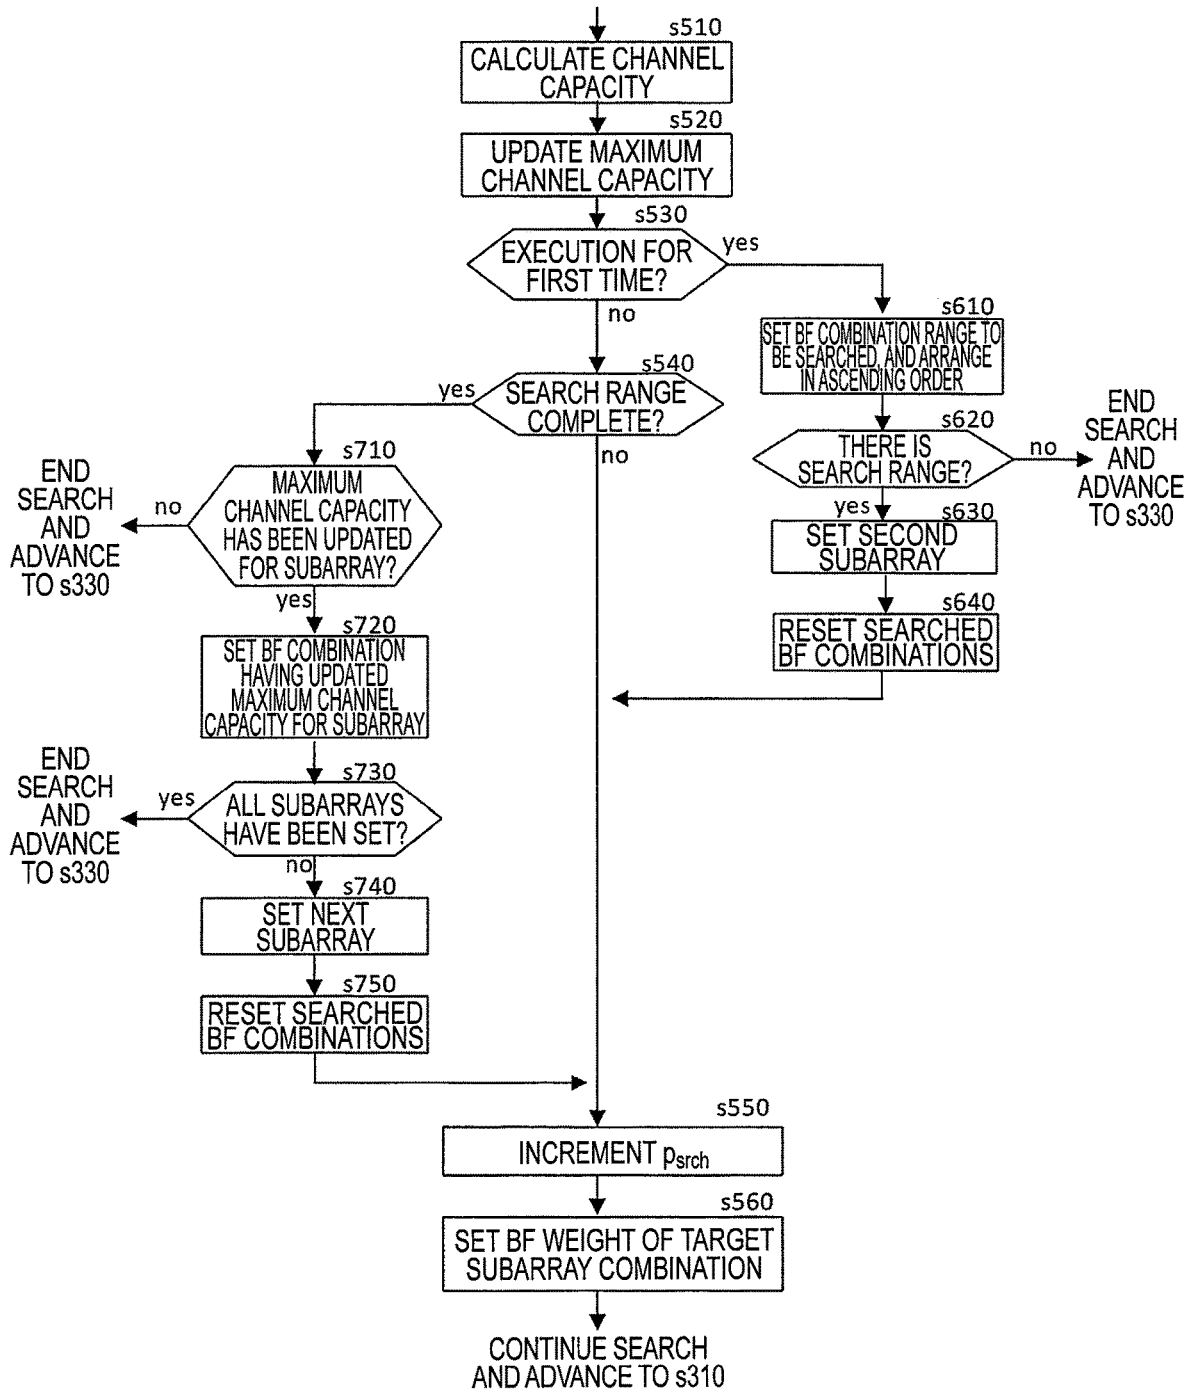 s510
CALCULATE CHANNEL
CAPACITY
s520
UPDATE MAXIMUM
CHANNEL CAPACITY
s530
EXECUTION FOR
FIRST TIME?
yes
no
s610
SET BF COMBINATION RANGE TO
BE SEARCHED, AND ARRANGE
IN ASCENDING ORDER
s540
SEARCH RANGE
COMPLETE?
yes
no
s620
THERE IS
SEARCH RANGE?
no
END
SEARCH
AND
ADVANCE
TO s330
yes
s630
SET SECOND
SUBARRAY
s640
RESET SEARCHED
BF COMBINATIONS
s710
MAXIMUM
CHANNEL CAPACITY
HAS BEEN UPDATED
FOR SUBARRAY?
no
END
SEARCH
AND
ADVANCE
TO s330
yes
s720
SET BF COMBINATION
HAVING UPDATED
MAXIMUM CHANNEL
CAPACITY FOR SUBARRAY
s730
ALL SUBARRAYS
HAVE BEEN SET?
yes
END
SEARCH
AND
ADVANCE
TO s330
no
s740
SET NEXT
SUBARRAY
s750
RESET SEARCHED
BF COMBINATIONS
s550
INCREMENT psrch
s560
SET BF WEIGHT OF TARGET
SUBARRAY COMBINATION
CONTINUE SEARCH
AND ADVANCE TO s310